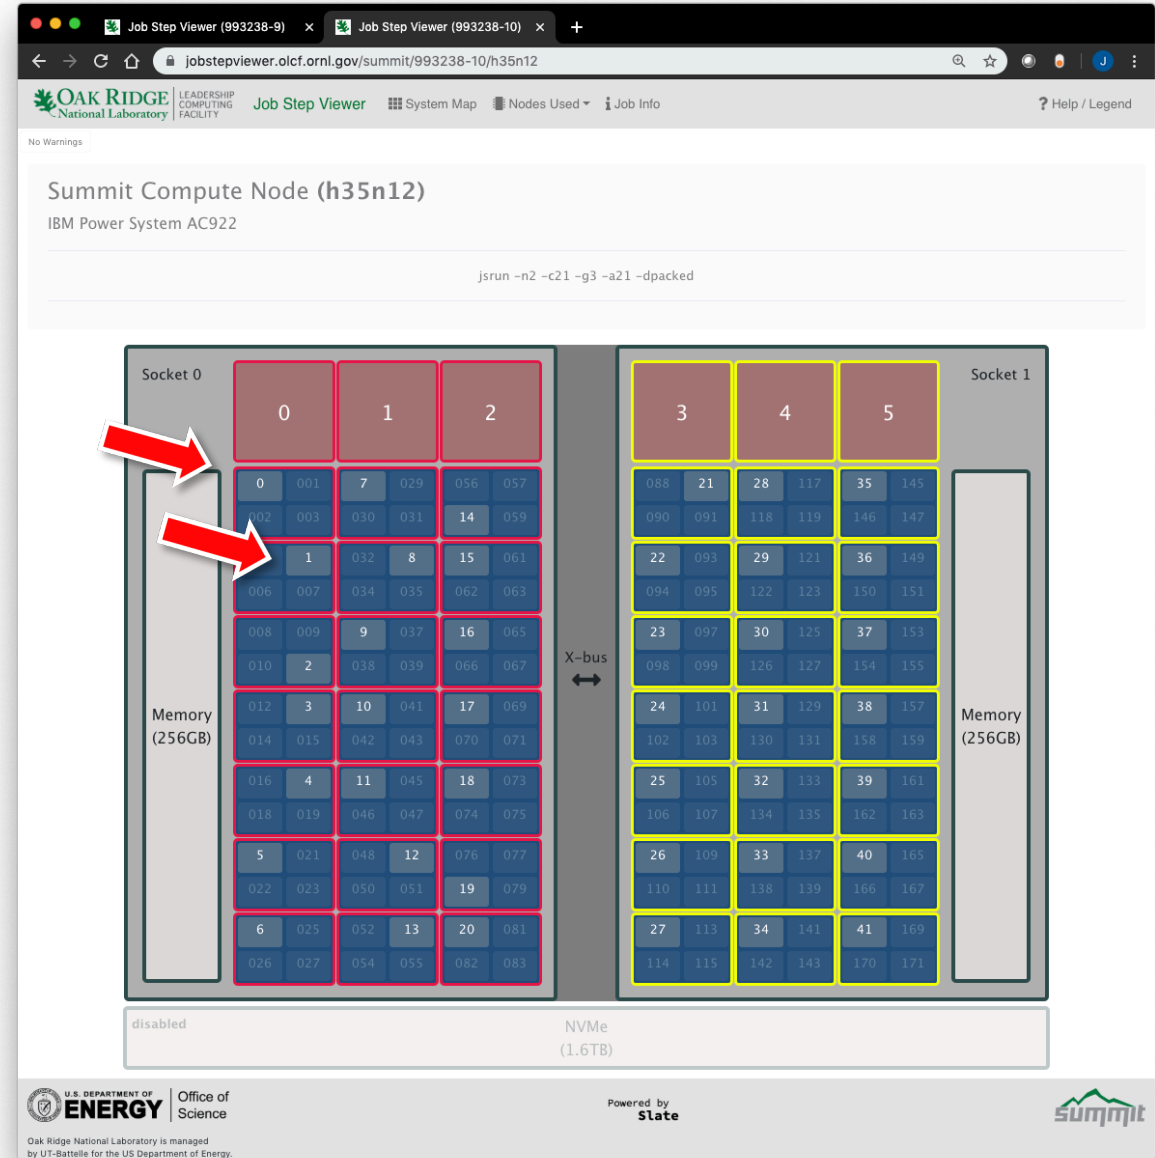 Job Step Viewer (993238-9) × Job Step Viewer (993238-10) × +
jobstepviewer.olcf.ornl.gov/summit/993238-10/h35n12 J
OAK RIDGE
National Laboratory
LEADERSHIP
COMPUTING
FACILITY
Job Step Viewer System Map Nodes Used Job Info ? Help / Legend
No Warnings
Summit Compute Node (h35n12)
IBM Power System AC922
jsrun -n2 -c21 -g3 -a21 -dpacked
Socket 0
0 1 2
0 001 7 029 056 057
002 003 030 031 14 059
1 032 8 15 061
006 007 034 035 062 063
008 009 9 037 16 065
010 2 038 039 066 067
012 3 10 041 17 069
014 015 042 043 070 071
016 4 11 045 18 073
018 019 046 047 074 075
5 021 048 12 076 077
022 023 050 051 19 079
6 025 052 13 20 081
026 027 054 055 082 083
Memory
(256GB)
X-bus
Socket 1
3 4 5
088 21 28 117 35 145
090 091 118 119 146 147
22 093 29 121 36 149
094 095 122 123 150 151
23 097 30 125 37 153
098 099 126 127 154 155
24 101 31 129 38 157
102 103 130 131 158 159
25 105 32 133 39 161
106 107 134 135 162 163
26 109 33 137 40 165
110 111 138 139 166 167
27 113 34 141 41 169
114 115 142 143 170 171
Memory
(256GB)
disabled
NVMe
(1.6TB)
U.S. DEPARTMENT OF
ENERGY
Office of
Science
Powered by
Slate
summit
Oak Ridge National Laboratory is managed
by UT-Battelle for the US Department of Energy.